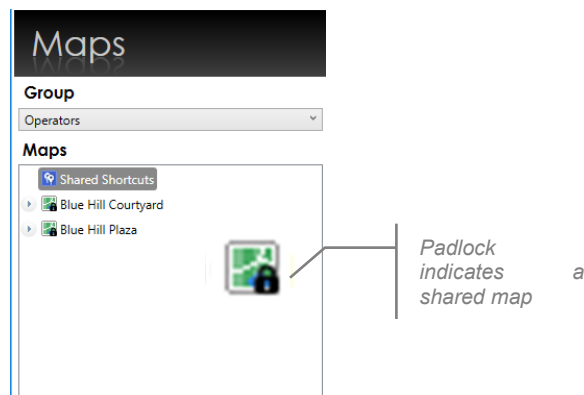 Maps
Group
Operators
Maps
Shared Shortcuts
Blue Hill Courtyard
Blue Hill Plaza
Padlock
indicates a
shared map